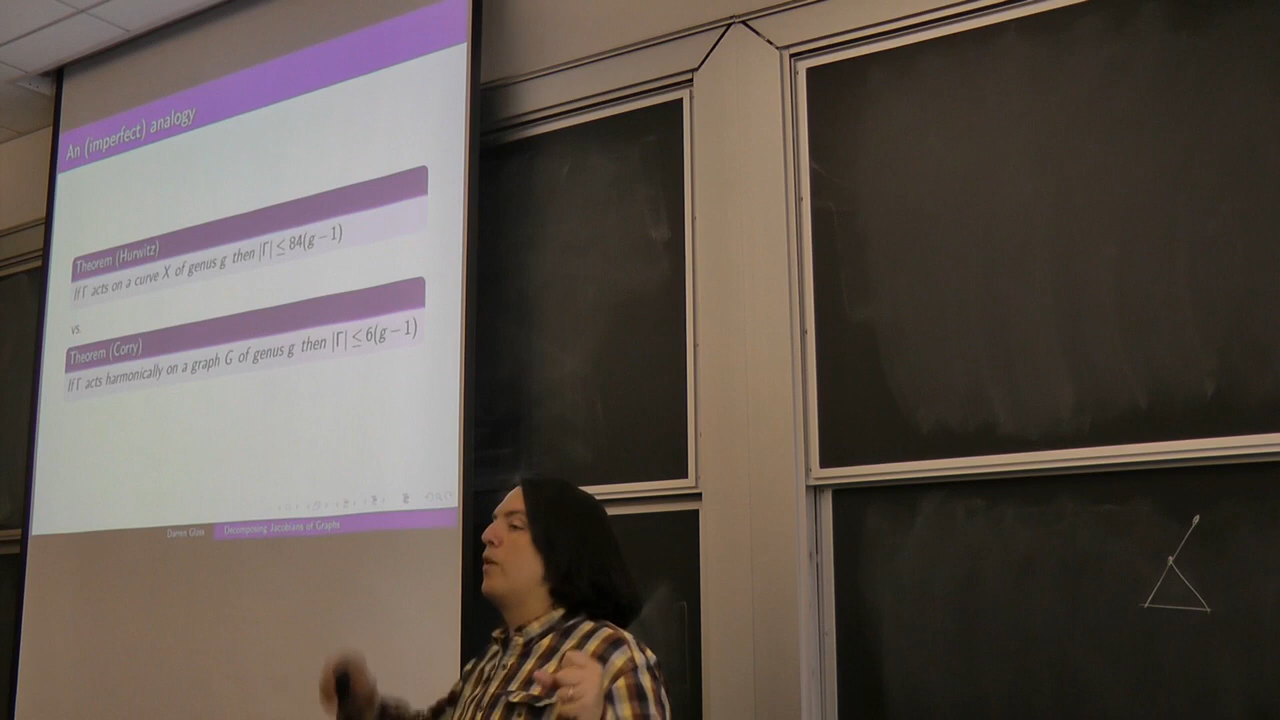 An (imperfect) analogy
Theorem (Hurwitz)
If Γ acts on a curve X of genus g then |Γ| ≤ 84(g − 1)
vs.
Theorem (Corry)
If Γ acts harmonically on a graph G of genus g then |Γ| ≤ 6(g − 1)
Darren Glass Decomposing Jacobians of Graphs